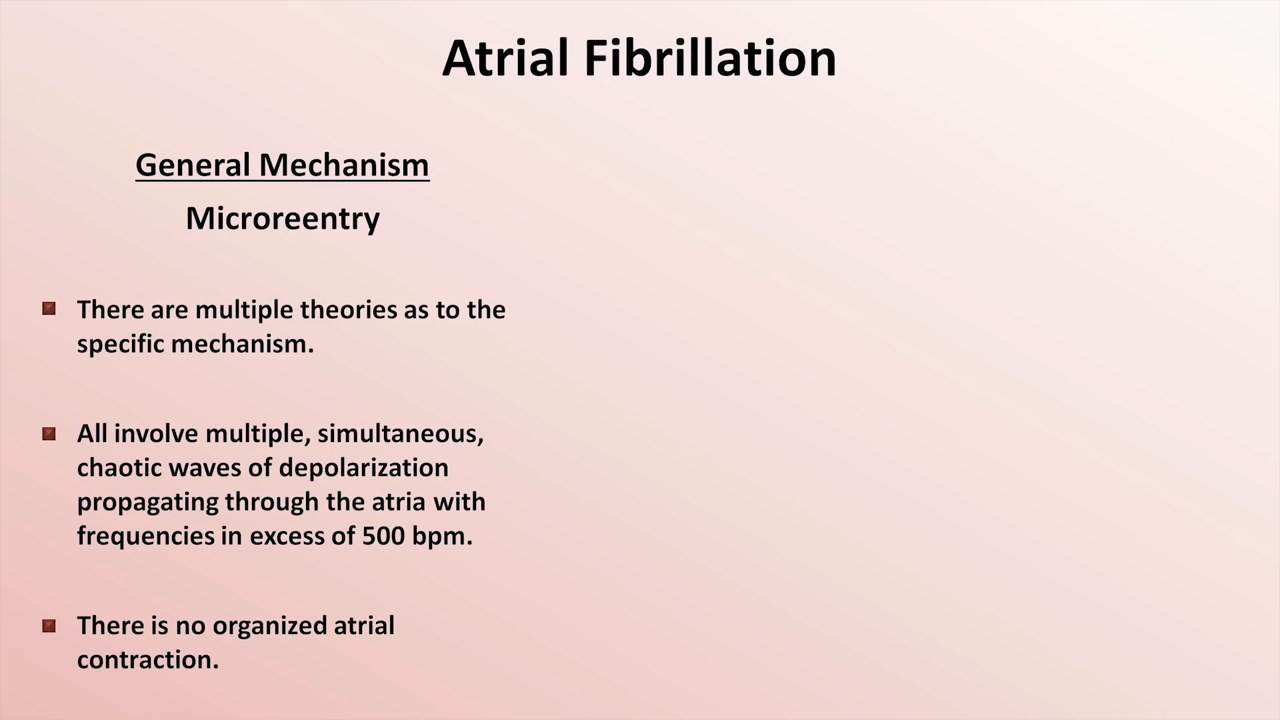 Atrial Fibrillation
General Mechanism
Microreentry
There are multiple theories as to the
specific mechanism.
All involve multiple, simultaneous,
chaotic waves of depolarization
propagating through the atria with
frequencies in excess of 500 bpm.
There is no organized atrial
contraction.